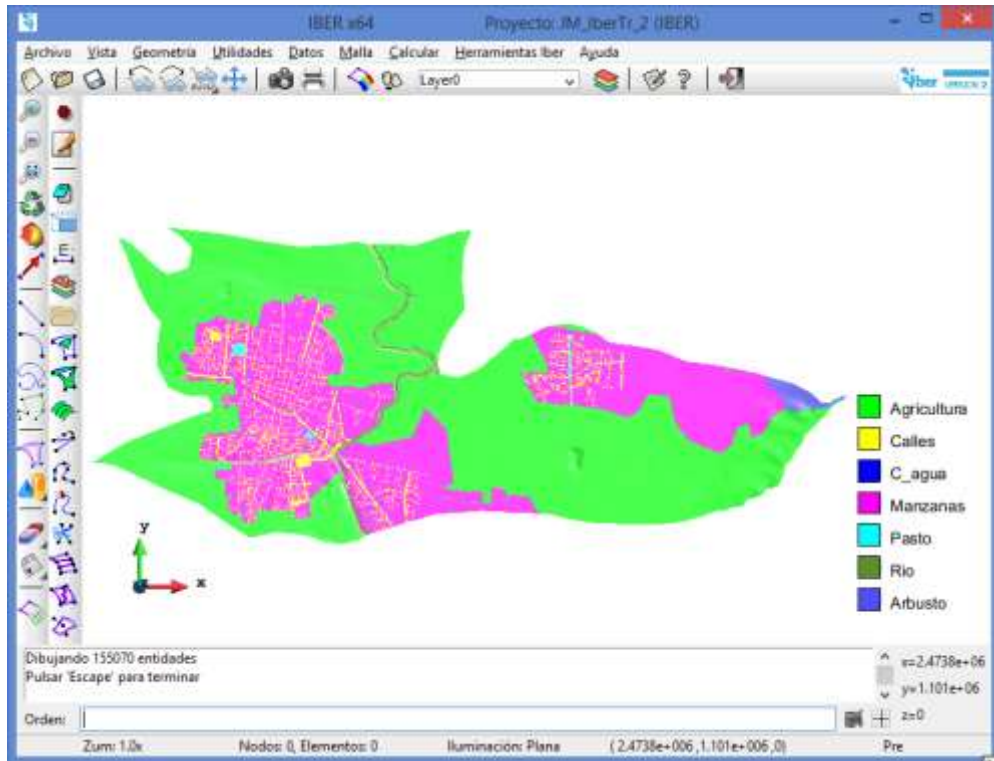 IBER x64 Proyecto: JM_IberTr_2 (IBER)
Archivo Vista Geometría Utilidades Datos Malla Calcular Herramientas Iber Ayuda
Layer0
Iber
E
Agricultura
Calles
C_agua
Manzanas
Pasto
Rio
Arbusto
y
x
Dibujando 155070 entidades
Pulsar 'Escape' para terminar
x=2.4738e+06
y=1.101e+06
z=0
Orden:
Zum: 1.0x Nodos: 0, Elementos: 0 Iluminación: Plana (2.4738e+006,1.101e+006,0) Pre